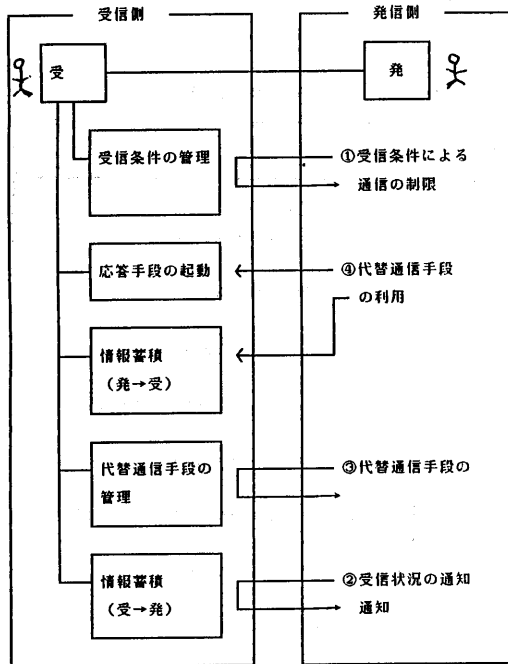 受信側
発信側
受
発
受信条件の管理
①受信条件による
通信の制限
応答手段の起動
④代替通信手段
の利用
情報蓄積
(発→受)
代替通信手段の
管理
③代替通信手段の
情報蓄積
(受→発)
②受信状況の通知
通知